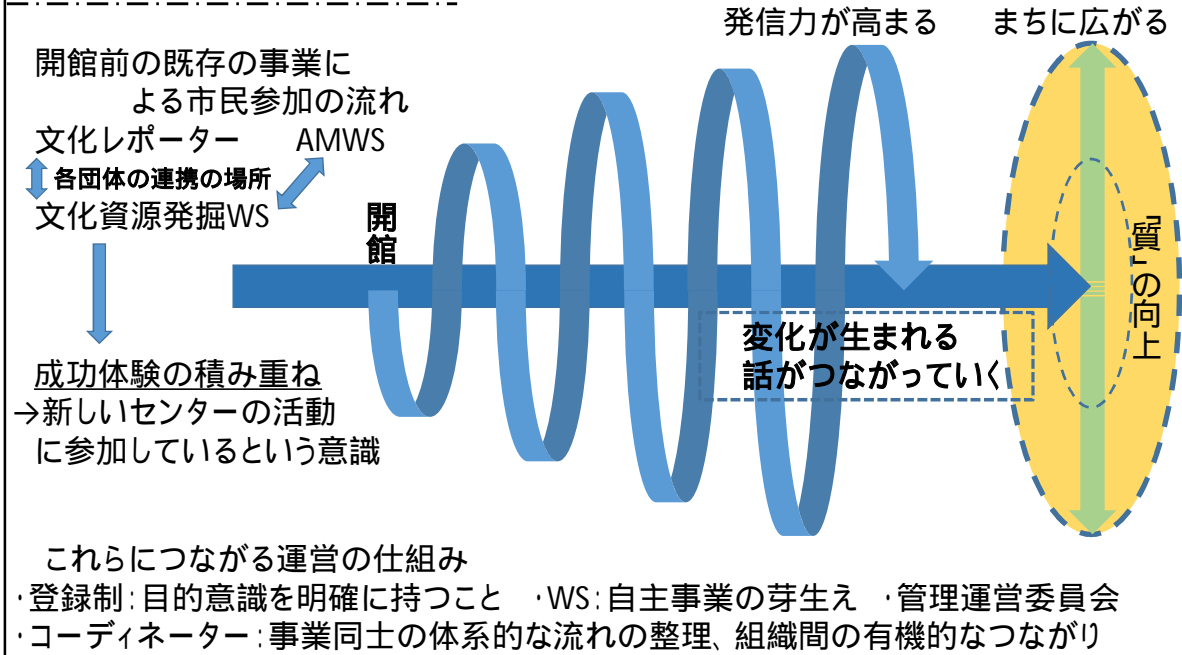 発信力が高まる
まちに広がる
開館前の既存の事業に
よる市民参加の流れ
文化レポーター AMWS
各団体の連携の場所
文化資源発掘WS
開館
変化が生まれる
話がつながっていく
「質」の向上
成功体験の積み重ね
→新しいセンターの活動
に参加しているという意識
これらにつながる運営の仕組み
・登録制：目的意識を明確に持つこと ・WS：自主事業の芽生え ・管理運営委員会
・コーディネーター：事業同士の体系的な流れの整理、組織間の有機的なつながり